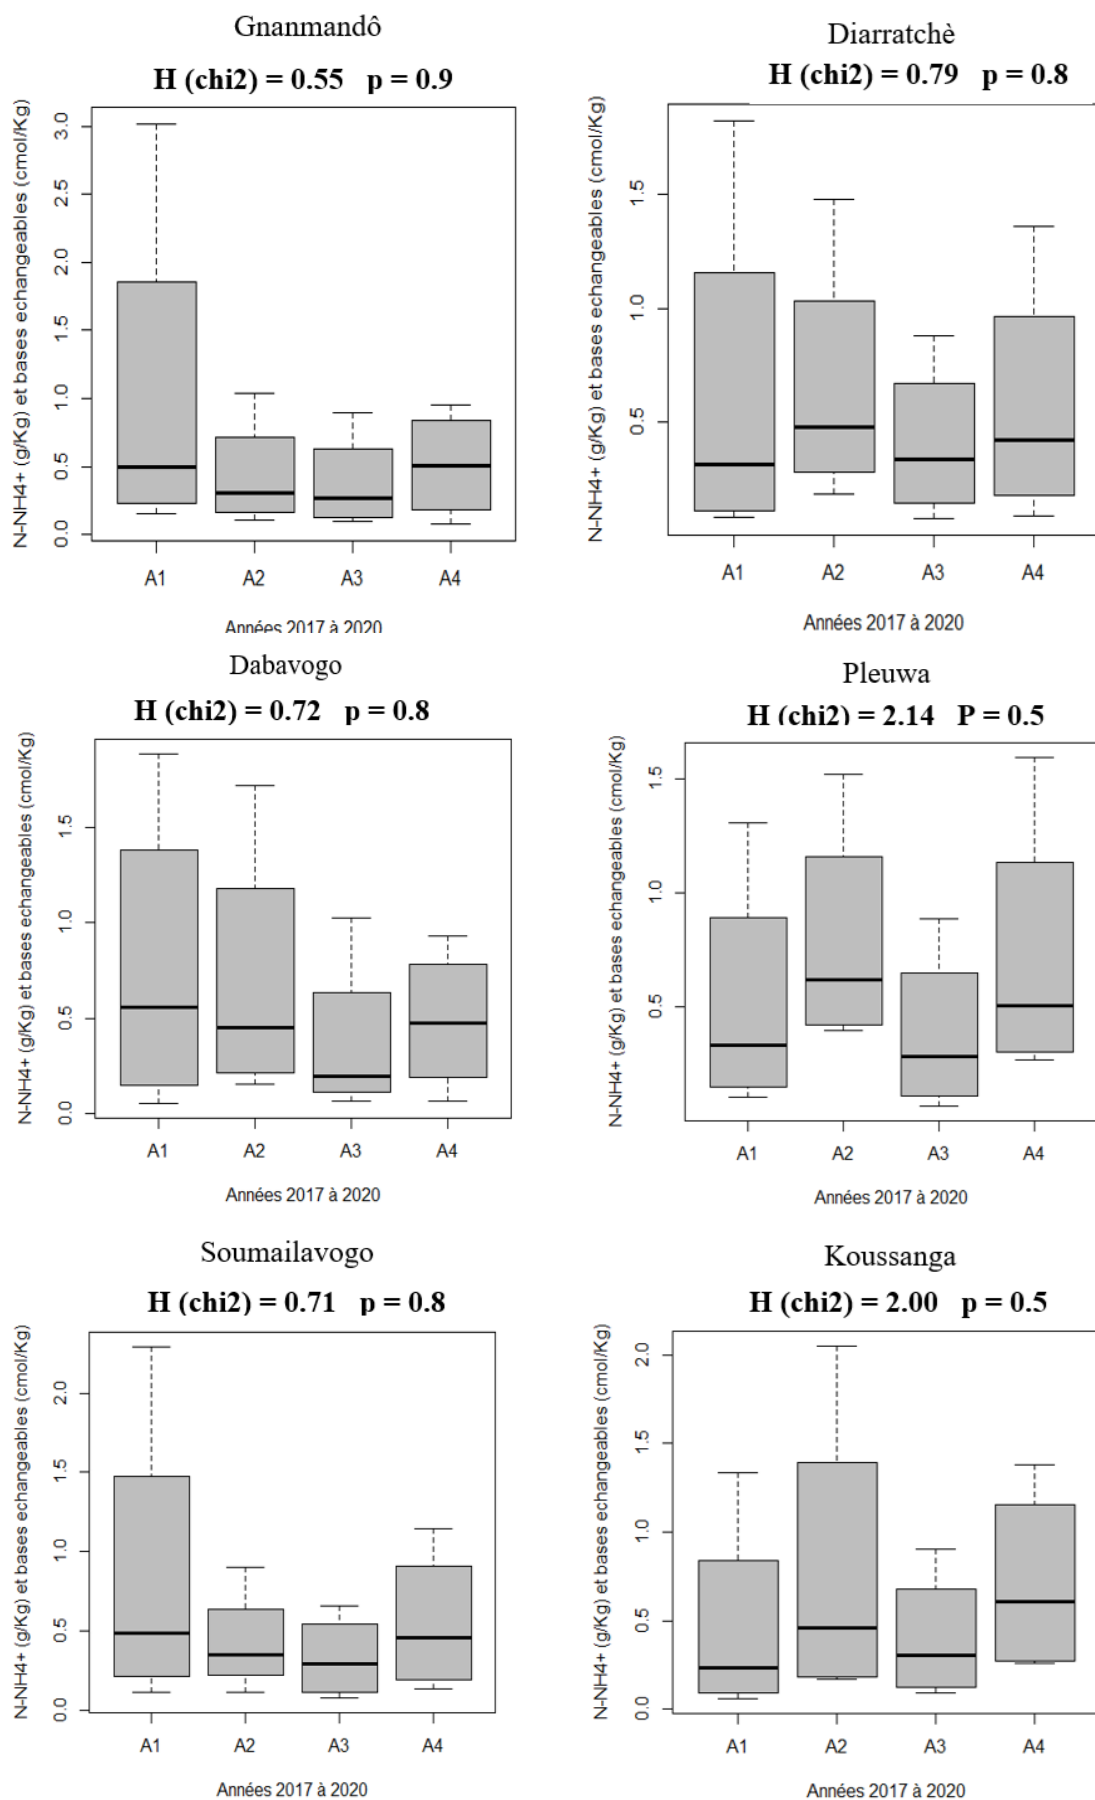 Gnanmandô
H (chi2) = 0.55 p = 0.9
N-NH4+ (g/Kg) et bases echangeables (cmol/Kg)
3.0
2.5
2.0
1.5
1.0
0.5
0.0
A1 A2 A3 A4
Années 2017 à 2020
Diarratchè
H (chi2) = 0.79 p = 0.8
N-NH4+ (g/Kg) et bases echangeables (cmol/Kg)
1.5
1.0
0.5
A1 A2 A3 A4
Années 2017 à 2020
Dabavogo
H (chi2) = 0.72 p = 0.8
N-NH4+ (g/Kg) et bases echangeables (cmol/Kg)
1.5
1.0
0.5
0.0
A1 A2 A3 A4
Années 2017 à 2020
Pleuwa
H (chi2) = 2.14 P = 0.5
N-NH4+ (g/Kg) et bases echangeables (cmol/Kg)
1.5
1.0
0.5
A1 A2 A3 A4
Années 2017 à 2020
Soumailavogo
H (chi2) = 0.71 p = 0.8
N-NH4+ (g/Kg) et bases echangeables (cmol/Kg)
2.0
1.5
1.0
0.5
0.0
A1 A2 A3 A4
Années 2017 à 2020
Koussanga
H (chi2) = 2.00 p = 0.5
N-NH4+ (g/Kg) et bases echangeables (cmol/Kg)
2.0
1.5
1.0
0.5
0.0
A1 A2 A3 A4
Années 2017 à 2020